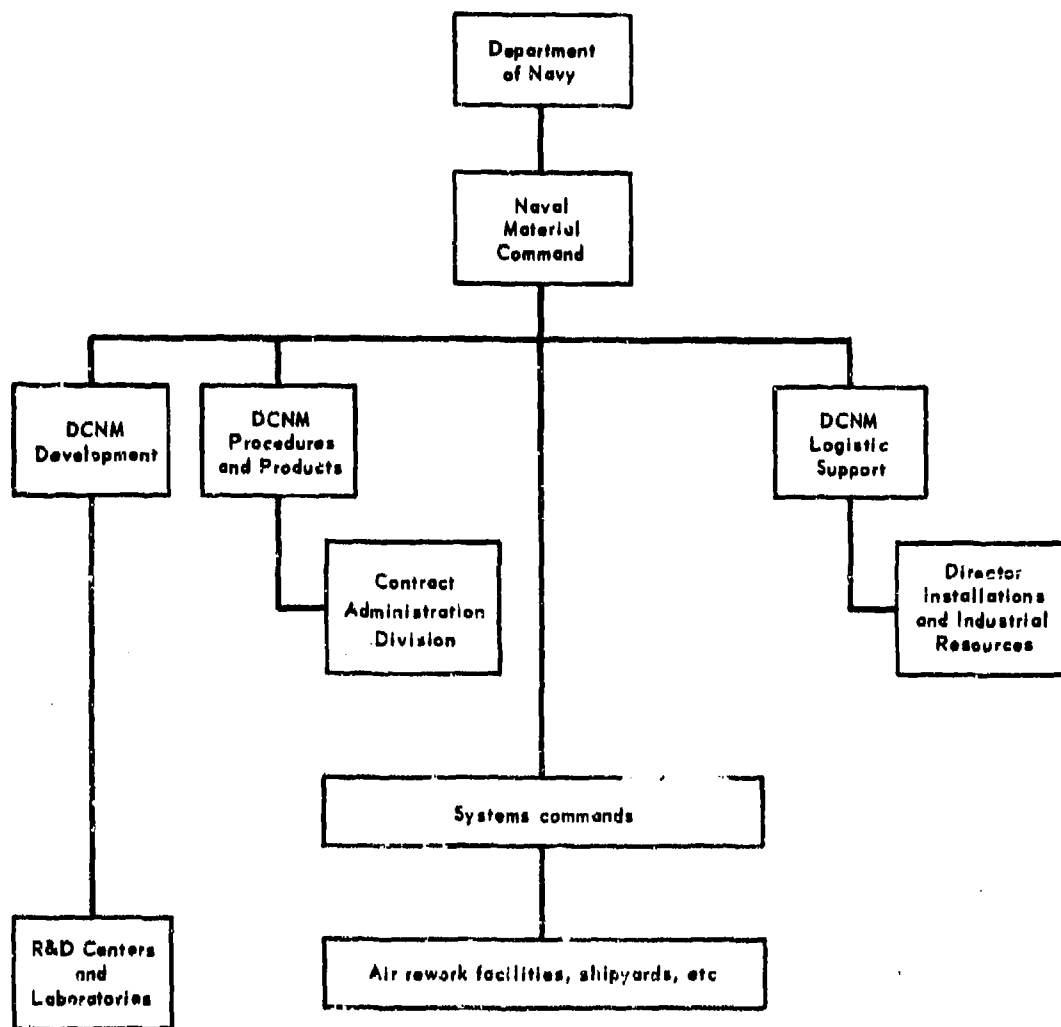 Department
of Navy
Naval
Material
Command
DCNM
Development
DCNM
Procedures
and Products
DCNM
Logistic
Support
Contract
Administration
Division
Director
Installations
and Industrial
Resources
Systems commands
R&D Centers
and
Laboratories
Air rework facilities, shipyards, etc